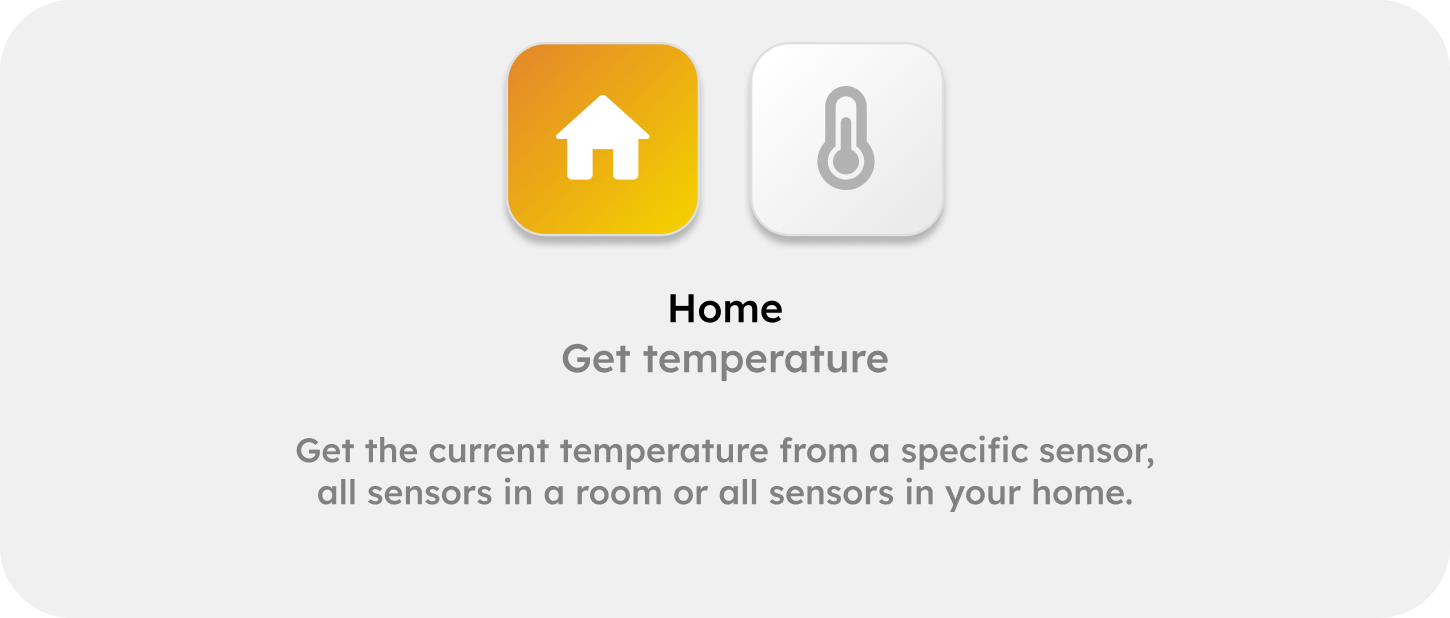 Home
Get temperature
Get the current temperature from a specific sensor,
all sensors in a room or all sensors in your home.